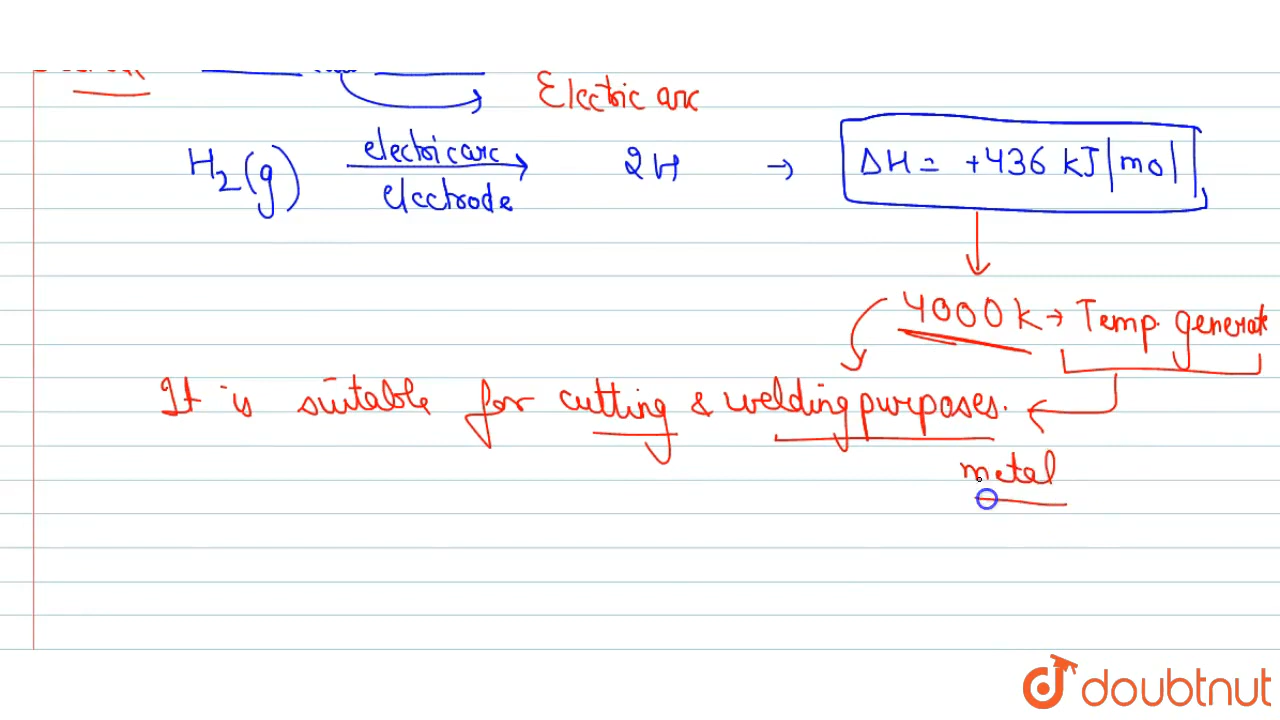 Electric arc
H2(g) electric arc electrode 2H → ΔH = +436 kJ/mol
4000 K → Temp. generate
It is suitable for cutting & welding purposes.
metal
doubtnut